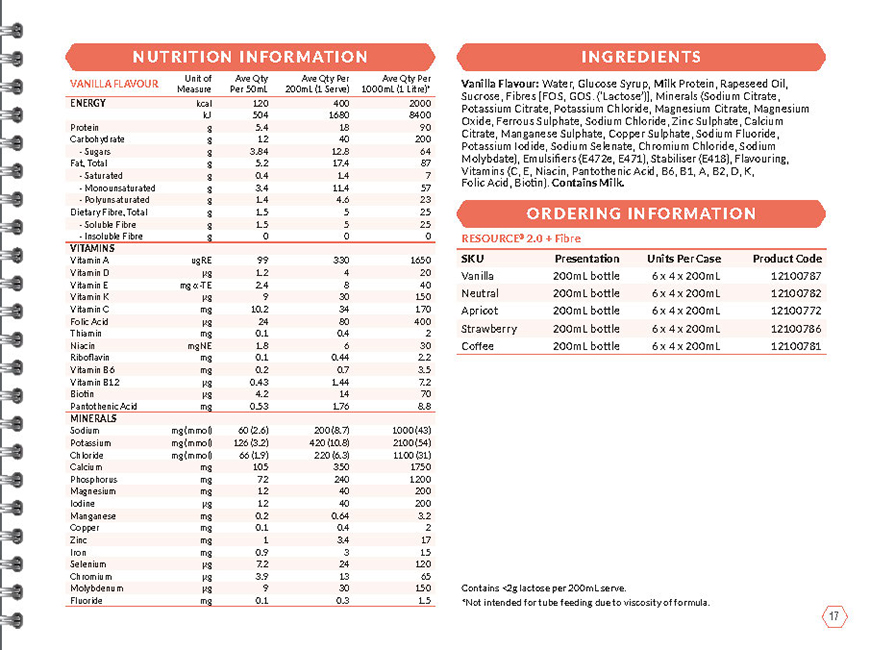 NUTRITION INFORMATION
VANILLA FLAVOUR Unit of Measure Ave Qty Per 50mL Ave Qty Per 200mL (1 Serve) Ave Qty Per 1000mL (1 Litre)*
ENERGY kcal 120 400 2000
kJ 504 1680 8400
Protein g 5.4 18 90
Carbohydrate g 12 40 200
- Sugars g 3.84 12.8 64
Fat, Total g 5.2 17.4 87
- Saturated g 0.4 1.4 7
- Monounsaturated g 3.4 11.4 57
- Polyunsaturated g 1.4 4.6 23
Dietary Fibre, Total g 1.5 5 25
- Soluble Fibre g 1.5 5 25
- Insoluble Fibre g 0 0 0
VITAMINS
Vitamin A ugRE 99 330 1650
Vitamin D µg 1.2 4 20
Vitamin E mg α-TE 2.4 8 40
Vitamin K µg 9 30 150
Vitamin C mg 10.2 34 170
Folic Acid µg 24 80 400
Thiamin mg 0.1 0.4 2
Niacin mgNE 1.8 6 30
Riboflavin mg 0.1 0.44 2.2
Vitamin B6 mg 0.2 0.7 3.5
Vitamin B12 µg 0.43 1.44 7.2
Biotin µg 4.2 14 70
Pantothenic Acid mg 0.53 1.76 8.8
MINERALS
Sodium mg(mmol) 60 (2.6) 200 (8.7) 1000 (43)
Potassium mg(mmol) 126 (3.2) 420 (10.8) 2100 (54)
Chloride mg(mmol) 66 (1.9) 220 (6.3) 1100 (31)
Calcium mg 105 350 1750
Phosphorus mg 72 240 1200
Magnesium mg 12 40 200
Iodine µg 12 40 200
Manganese mg 0.2 0.64 3.2
Copper mg 0.1 0.4 2
Zinc mg 1 3.4 17
Iron mg 0.9 3 15
Selenium µg 7.2 24 120
Chromium µg 3.9 13 65
Molybdenum µg 9 30 150
Fluoride mg 0.1 0.3 1.5
INGREDIENTS
Vanilla Flavour: Water, Glucose Syrup, Milk Protein, Rapeseed Oil,
Sucrose, Fibres [FOS, GOS. ('Lactose')], Minerals (Sodium Citrate,
Potassium Citrate, Potassium Chloride, Magnesium Citrate, Magnesium
Oxide, Ferrous Sulphate, Sodium Chloride, Zinc Sulphate, Calcium
Citrate, Manganese Sulphate, Copper Sulphate, Sodium Fluoride,
Potassium Iodide, Sodium Selenate, Chromium Chloride, Sodium
Molybdate), Emulsifiers (E472e, E471), Stabiliser (E418), Flavouring,
Vitamins (C, E, Niacin, Pantothenic Acid, B6, B1, A, B2, D, K,
Folic Acid, Biotin). Contains Milk.
ORDERING INFORMATION
RESOURCE® 2.0 + Fibre
SKU Presentation Units Per Case Product Code
Vanilla 200mL bottle 6 x 4 x 200mL 12100787
Neutral 200mL bottle 6 x 4 x 200mL 12100782
Apricot 200mL bottle 6 x 4 x 200mL 12100772
Strawberry 200mL bottle 6 x 4 x 200mL 12100786
Coffee 200mL bottle 6 x 4 x 200mL 12100781
Contains <2g lactose per 200mL serve.
*Not intended for tube feeding due to viscosity of formula.
17